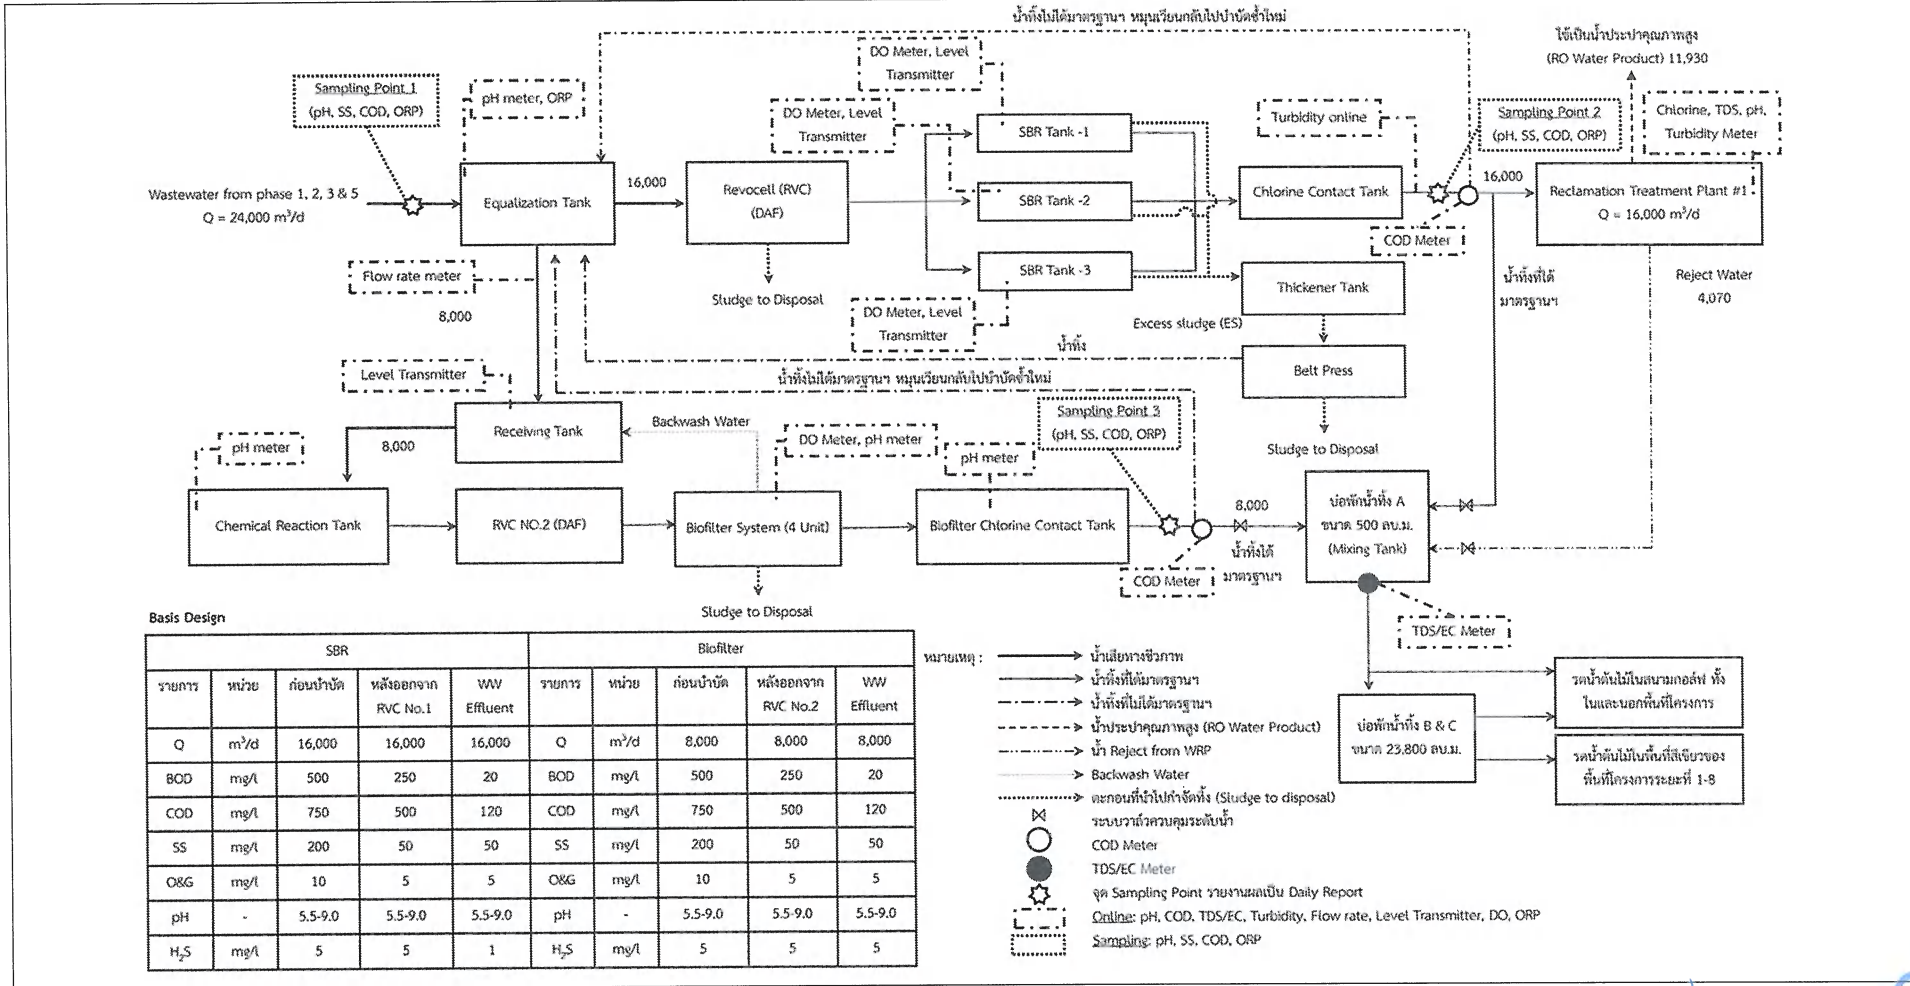 น้ำทิ้งไม่ได้มาตรฐานฯ หมุนเวียนกลับไปบำบัดซ้ำใหม่
ใช้เป็นน้ำประปาคุณภาพสูง
(RO Water Product) 11,930
Sampling Point 1
(pH, SS, COD, ORP)
pH meter, ORP
DO Meter, Level
Transmitter
DO Meter, Level
Transmitter
SBR Tank -1
Turbidity online
Sampling Point 2
(pH, SS, COD, ORP)
Chlorine, TDS, pH,
Turbidity Meter
Wastewater from phase 1, 2, 3 & 5
Q = 24,000 m³/d
Equalization Tank
16,000
Revocell (RVC)
(DAF)
SBR Tank -2
Chlorine Contact Tank
16,000
Reclamation Treatment Plant #1
Q = 16,000 m³/d
COD Meter
Flow rate meter
8,000
Sludge to Disposal
SBR Tank -3
DO Meter, Level
Transmitter
Thickener Tank
น้ำทิ้งที่ได้
มาตรฐานฯ
Reject Water
4,070
Excess sludge (ES)
น้ำทิ้ง
Belt Press
Level Transmitter
น้ำทิ้งไม่ได้มาตรฐานฯ หมุนเวียนกลับไปบำบัดซ้ำใหม่
Receiving Tank
Backwash Water
8,000
pH meter
DO Meter, pH meter
pH meter
Sampling Point 3
(pH, SS, COD, ORP)
Sludge to Disposal
Chemical Reaction Tank
RVC NO.2 (DAF)
Biofilter System (4 Unit)
Biofilter Chlorine Contact Tank
8,000
น้ำทิ้งได้
มาตรฐานฯ
COD Meter
บ่อพักน้ำทิ้ง A
ขนาด 500 ลบ.ม.
(Mixing Tank)
Sludge to Disposal
TDS/EC Meter
บ่อพักน้ำทิ้ง B & C
ขนาด 23,800 ลบ.ม.
รดน้ำต้นไม้ในสนามกอล์ฟ ทั้ง
ในและนอกพื้นที่โครงการ
รดน้ำต้นไม้ในพื้นที่สีเขียวของ
พื้นที่โครงการระยะที่ 1-8
Basis Design
SBR Biofilter
รายการ หน่วย ก่อนบำบัด หลังออกจาก RVC No.1 WW Effluent รายการ หน่วย ก่อนบำบัด หลังออกจาก RVC No.2 WW Effluent
Q m³/d 16,000 16,000 16,000 Q m³/d 8,000 8,000 8,000
BOD mg/l 500 250 20 BOD mg/l 500 250 20
COD mg/l 750 500 120 COD mg/l 750 500 120
SS mg/l 200 50 50 SS mg/l 200 50 50
O&G mg/l 10 5 5 O&G mg/l 10 5 5
pH - 5.5-9.0 5.5-9.0 5.5-9.0 pH - 5.5-9.0 5.5-9.0 5.5-9.0
H₂S mg/l 5 5 1 H₂S mg/l 5 5 5
หมายเหตุ :
น้ำเสียทางชีวภาพ
น้ำทิ้งที่ได้มาตรฐานฯ
น้ำทิ้งที่ไม่ได้มาตรฐานฯ
น้ำประปาคุณภาพสูง (RO Water Product)
น้ำ Reject from WRP
Backwash Water
ตะกอนที่นำไปกำจัดทิ้ง (Sludge to disposal)
ระบบวาล์วควบคุมระดับน้ำ
COD Meter
TDS/EC Meter
จุด Sampling Point รายงานผลเป็น Daily Report
Online: pH, COD, TDS/EC, Turbidity, Flow rate, Level Transmitter, DO, ORP
Sampling: pH, SS, COD, ORP